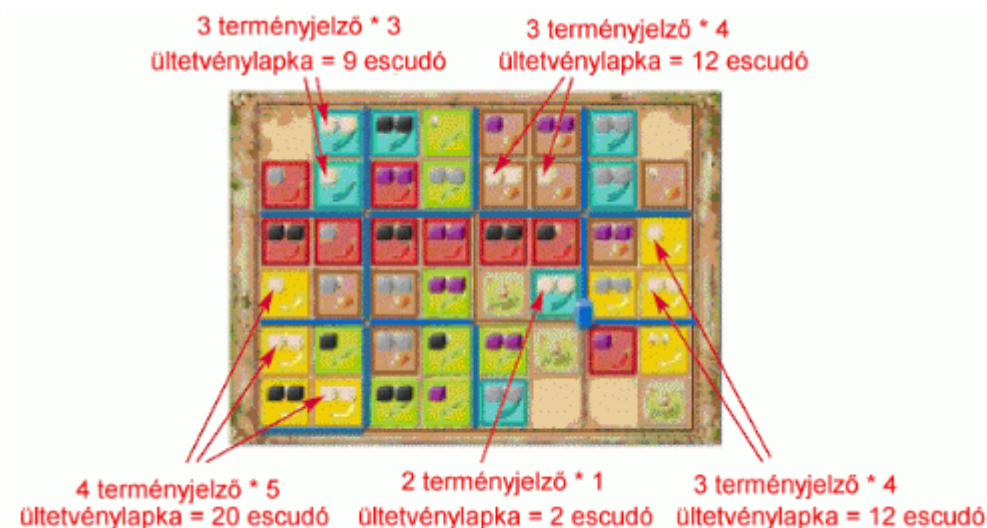 3 terményjelző * 3
ültetvénylapka = 9 escudó
3 terményjelző * 4
ültetvénylapka = 12 escudó
4 terményjelző * 5
ültetvénylapka = 20 escudó
2 terményjelző * 1
ültetvénylapka = 2 escudó
3 terményjelző * 4
ültetvénylapka = 12 escudó